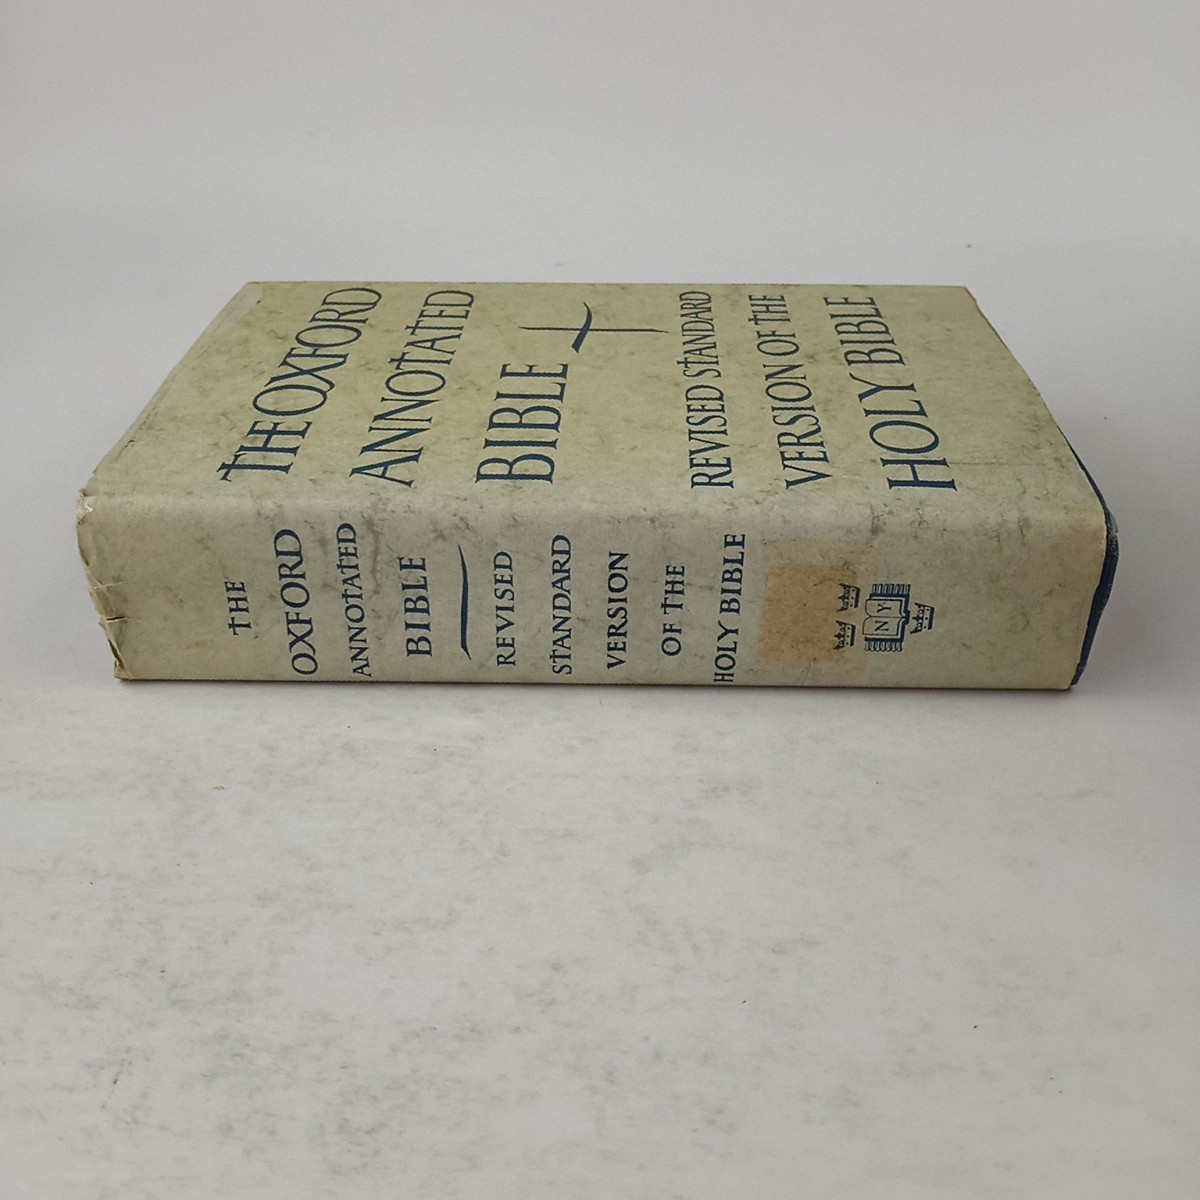 THE OXFORD
ANNOTATED
BIBLE
REVISED STANDARD
VERSION OF THE
HOLY BIBLE
THE
OXFORD
ANNOTATED
BIBLE
REVISED
STANDARD
VERSION
OF THE
HOLY BIBLE
N Y